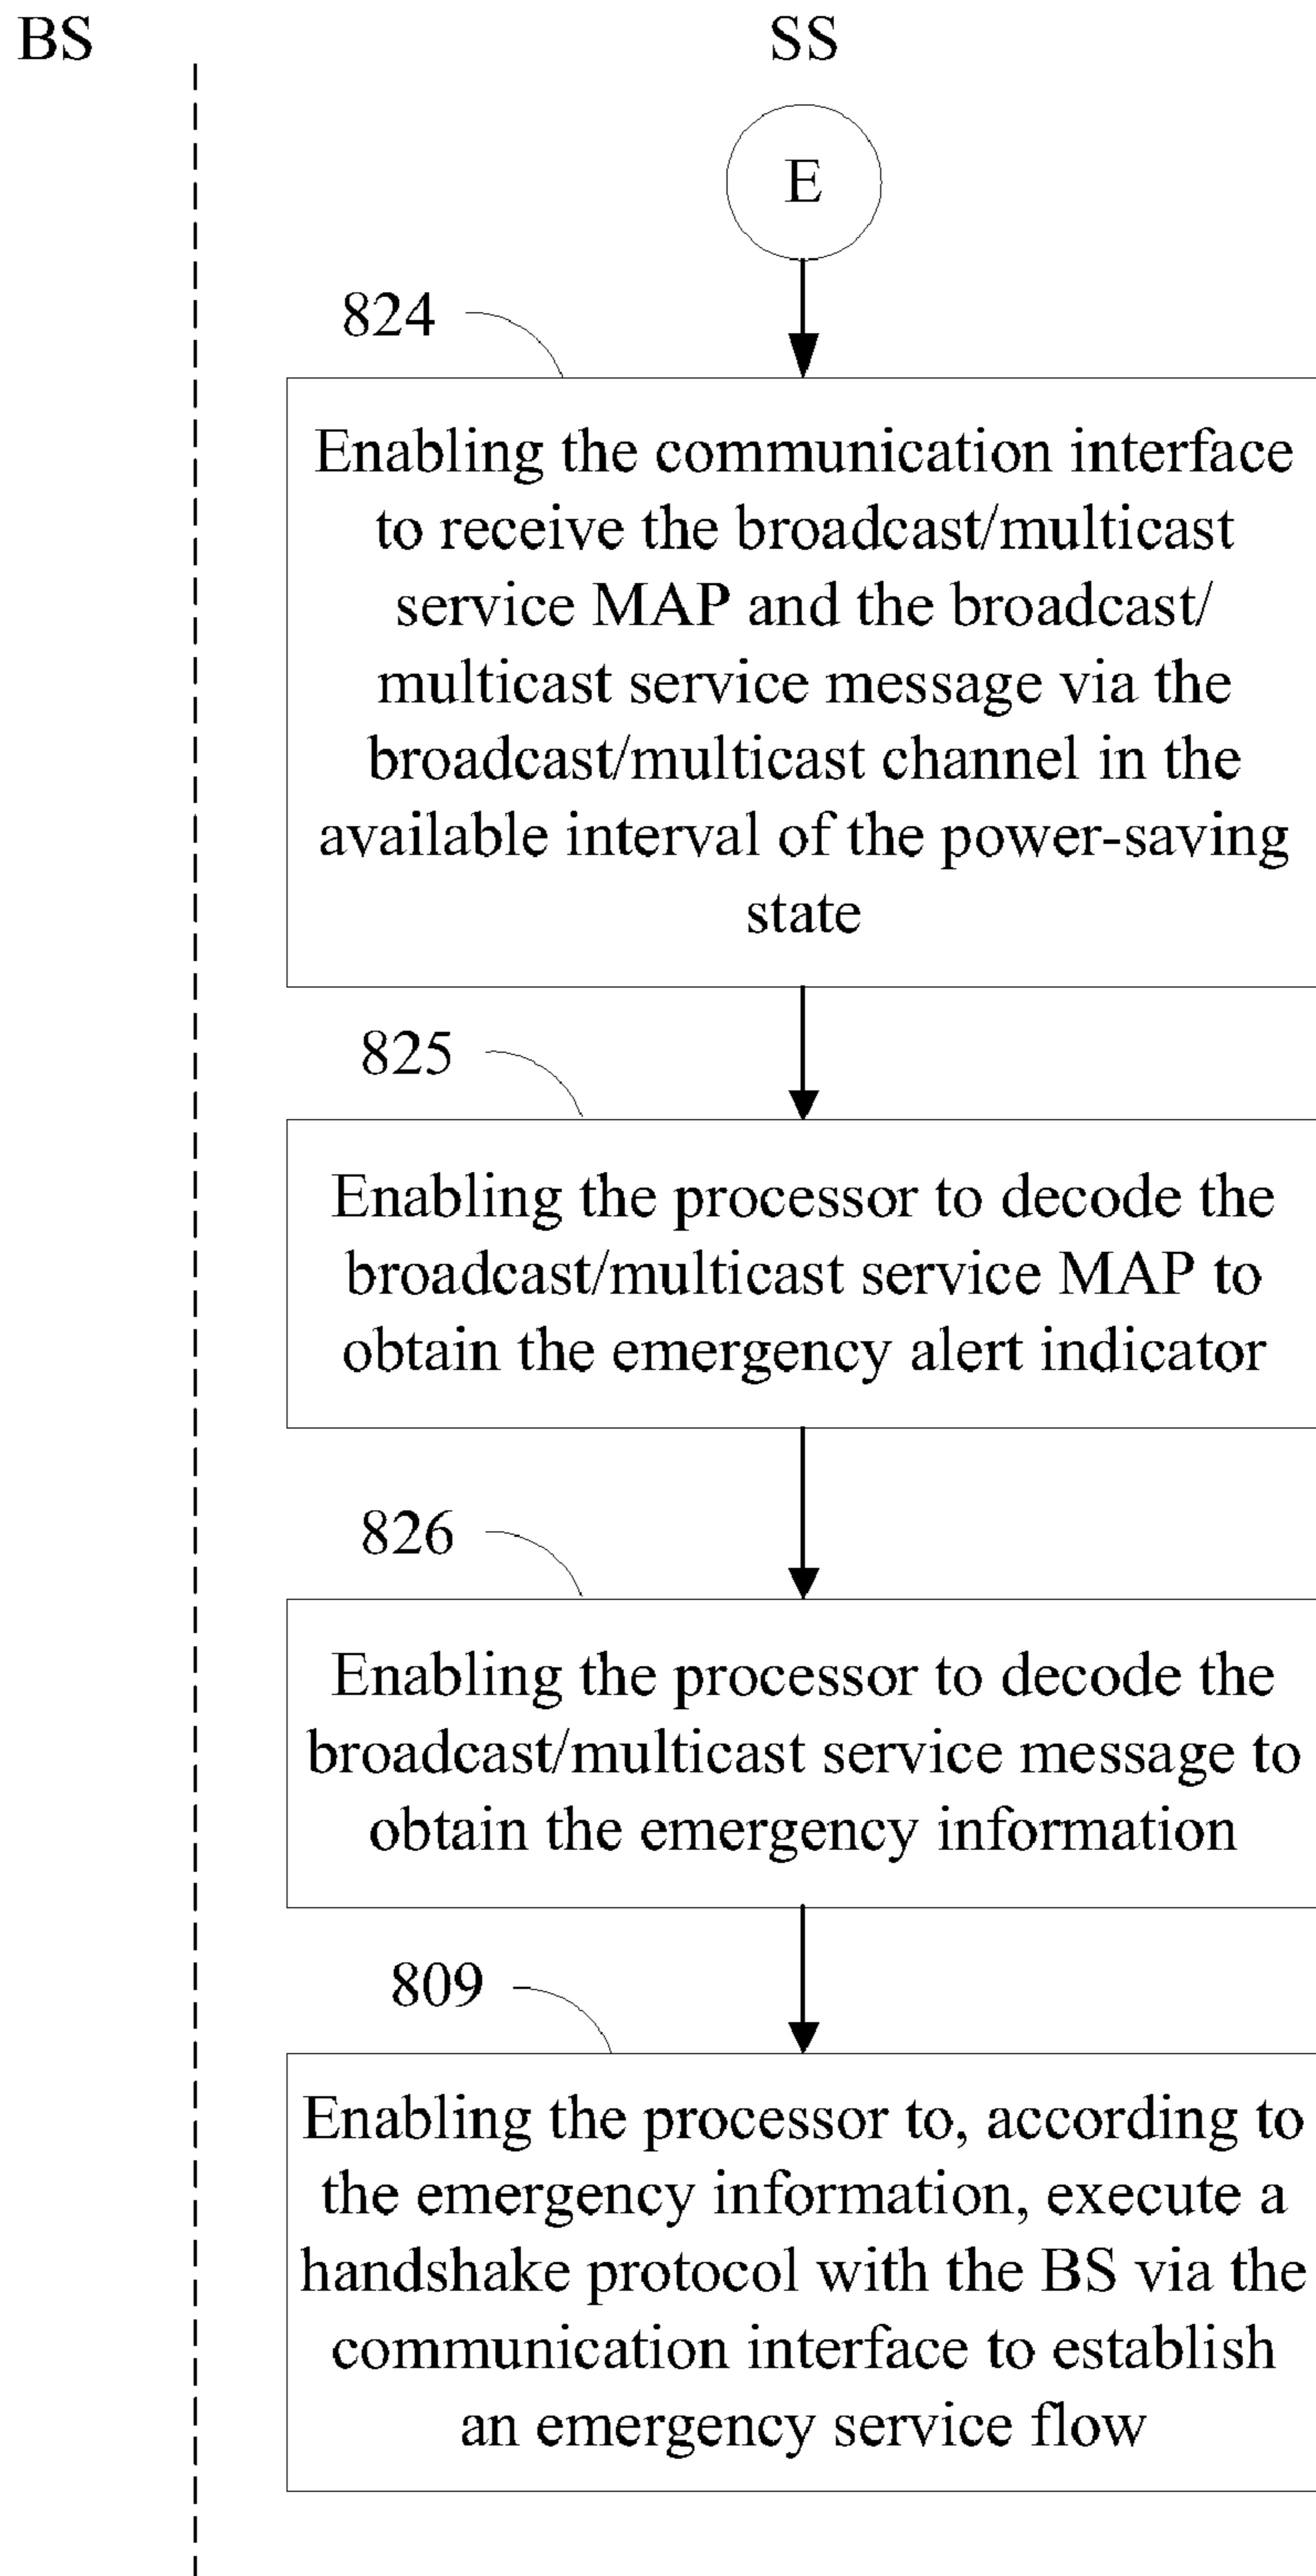 BS
SS
E
824
Enabling the communication interface
to receive the broadcast/multicast
service MAP and the broadcast/
multicast service message via the
broadcast/multicast channel in the
available interval of the power-saving
state
825
Enabling the processor to decode the
broadcast/multicast service MAP to
obtain the emergency alert indicator
826
Enabling the processor to decode the
broadcast/multicast service message to
obtain the emergency information
809
Enabling the processor to, according to
the emergency information, execute a
handshake protocol with the BS via the
communication interface to establish
an emergency service flow